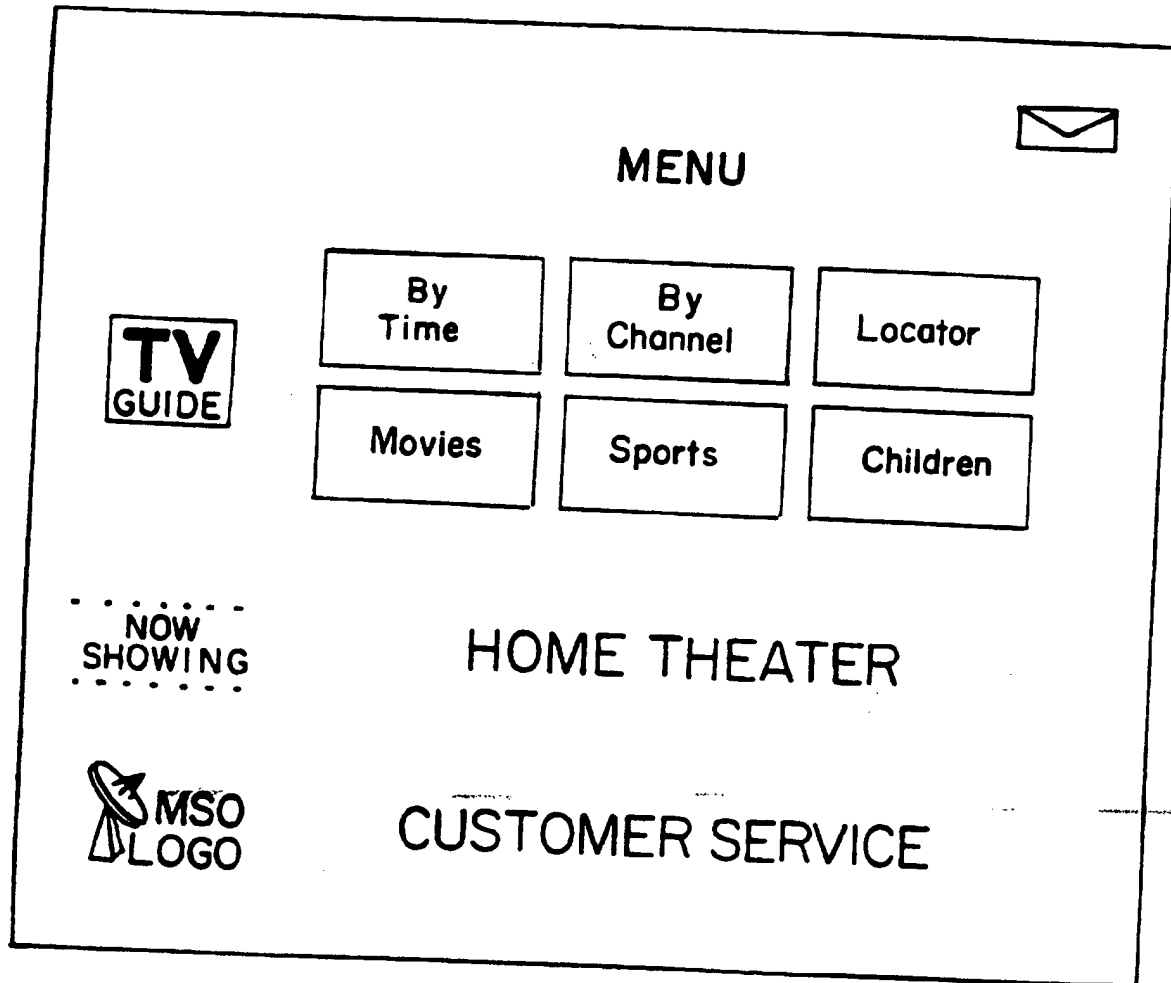 MENU
By
Time
By
Channel
Locator
TV
GUIDE
Movies
Sports
Children
NOW
SHOWING
HOME THEATER
MSO
LOGO
CUSTOMER SERVICE